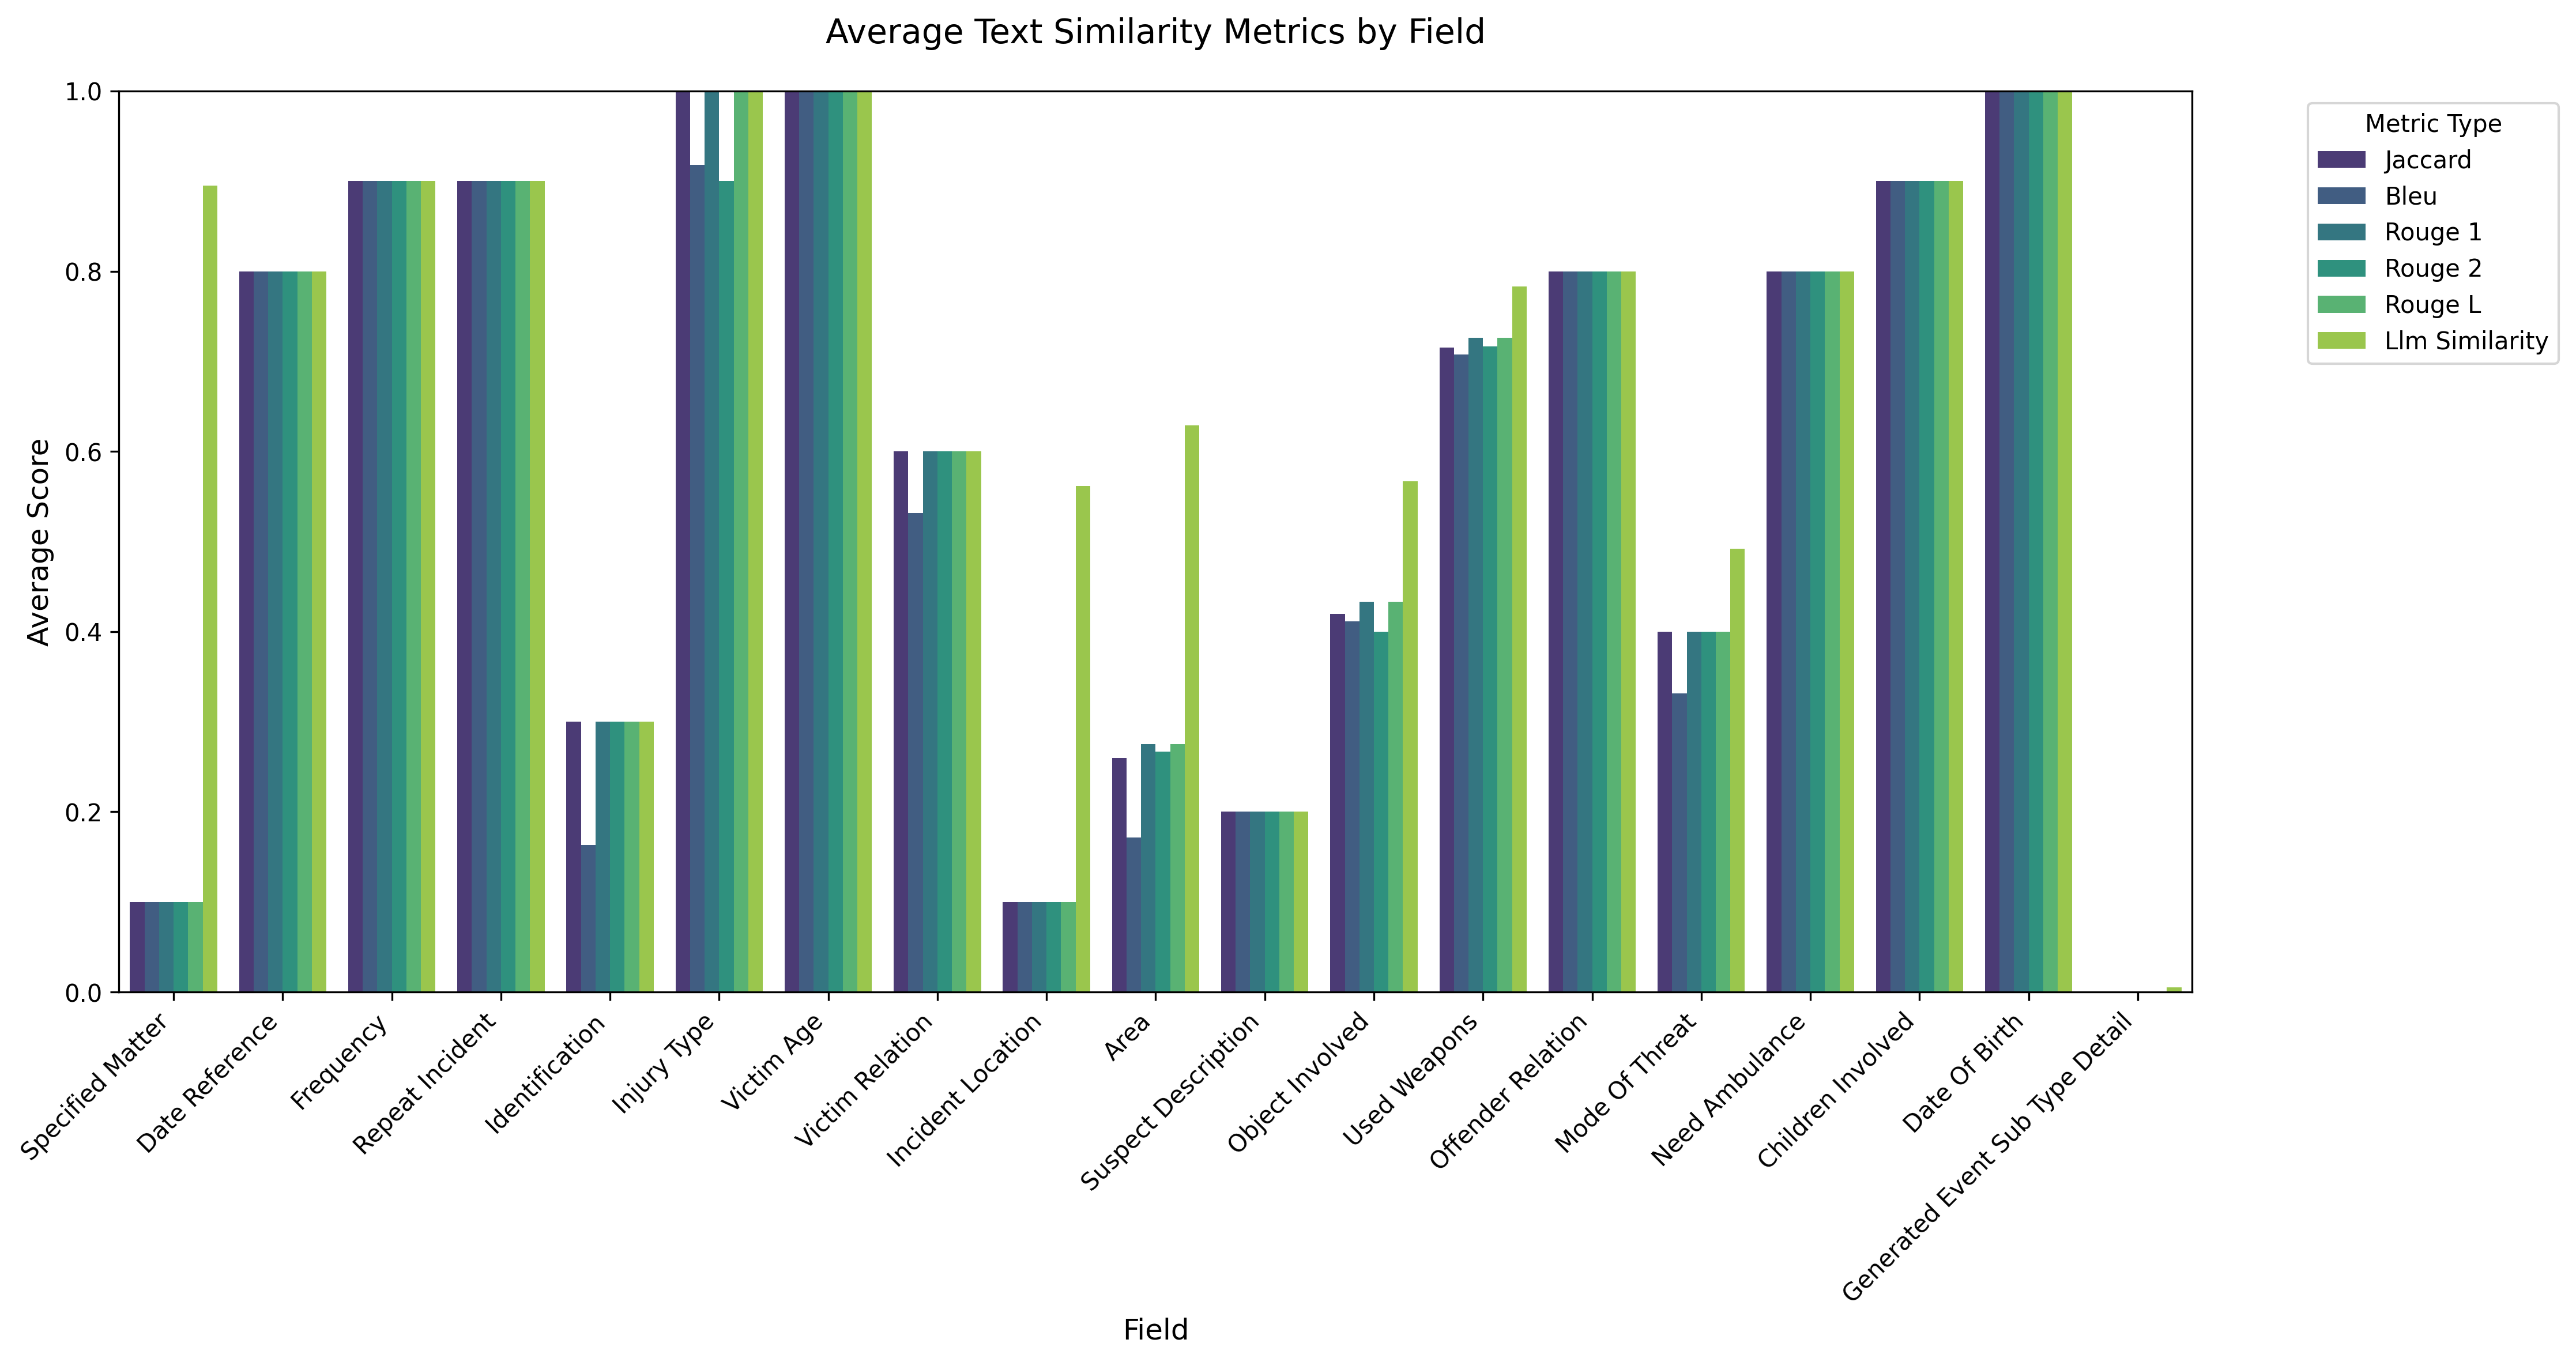 Average Text Similarity Metrics by Field
Average Score
1.0
0.8
0.6
0.4
0.2
0.0
Specified Matter
Date Reference
Frequency
Repeat Incident
Identification
Injury Type
Victim Age
Victim Relation
Incident Location
Area
Suspect Description
Object Involved
Used Weapons
Offender Relation
Mode Of Threat
Need Ambulance
Children Involved
Date Of Birth
Generated Event Sub Type Detail
Field
Metric Type
Jaccard
Bleu
Rouge 1
Rouge 2
Rouge L
Llm Similarity